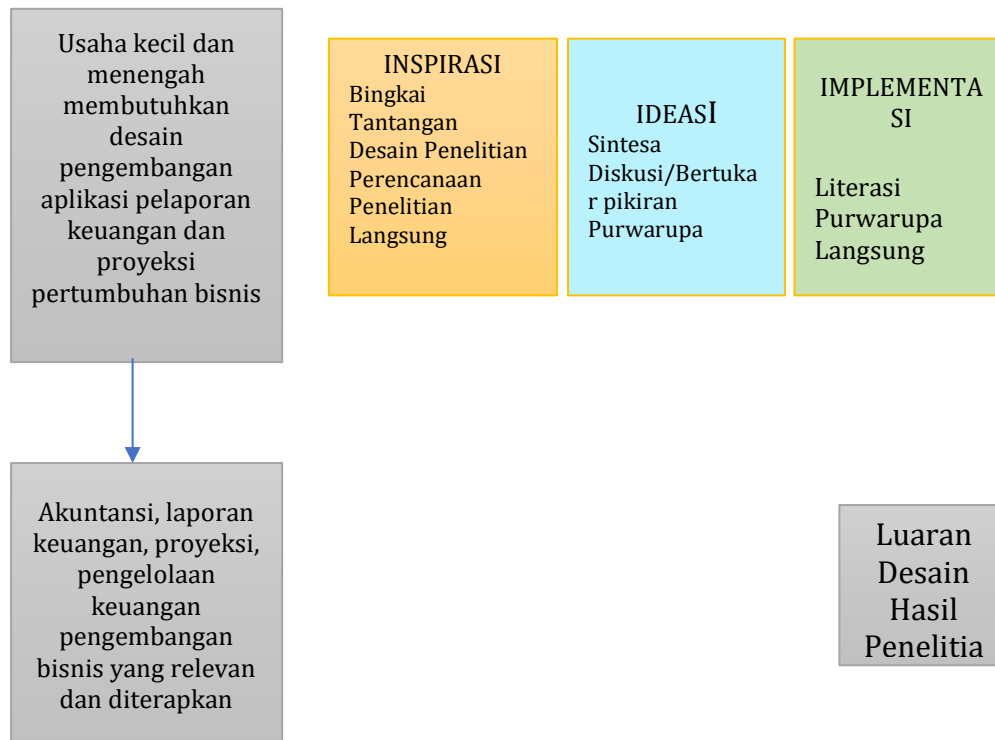 Usaha kecil dan
menengah
membutuhkan
desain
pengembangan
aplikasi pelaporan
keuangan dan
proyeksi
pertumbuhan bisnis
INSPIRASI
Bingkai
Tantangan
Desain Penelitian
Perencanaan
Penelitian
Langsung
IDEASI
Sintesa
Diskusi/Bertuka
r pikiran
Purwarupa
IMPLEMENTA
SI
Literasi
Purwarupa
Langsung
Akuntansi, laporan
keuangan, proyeksi,
pengelolaan
keuangan
pengembangan
bisnis yang relevan
dan diterapkan
Luaran
Desain
Hasil
Penelitia